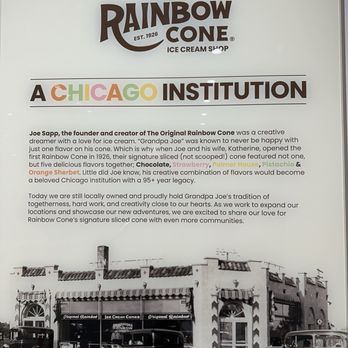 RAINBOW
EST. 1926 CONE®
ICE CREAM SHOP
A CHICAGO INSTITUTION
Joe Sapp, the founder and creator of The Original Rainbow Cone was a creative
dreamer with a love for ice cream. "Grandpa Joe" was known to never be happy with
just one flavor on his cone. Which is why when Joe and his wife, Katherine, opened the
first Rainbow Cone in 1926, their signature sliced (not scooped!) cone featured not one,
but five delicious flavors together; Chocolate, Strawberry, Palmer House, Pistachio &
Orange Sherbet. Little did Joe know, his creative combination of flavors would become
a beloved Chicago institution with a 95+ year legacy.
Today we are still locally owned and proudly hold Grandpa Joe's tradition of
togetherness, hard work, and creativity close to our hearts. As we work to expand our
locations and showcase our new adventures, we are excited to share our love for
Rainbow Cone's signature sliced cone with even more communities.
Original Rainbow Ice Cream Cones Original Rainbow